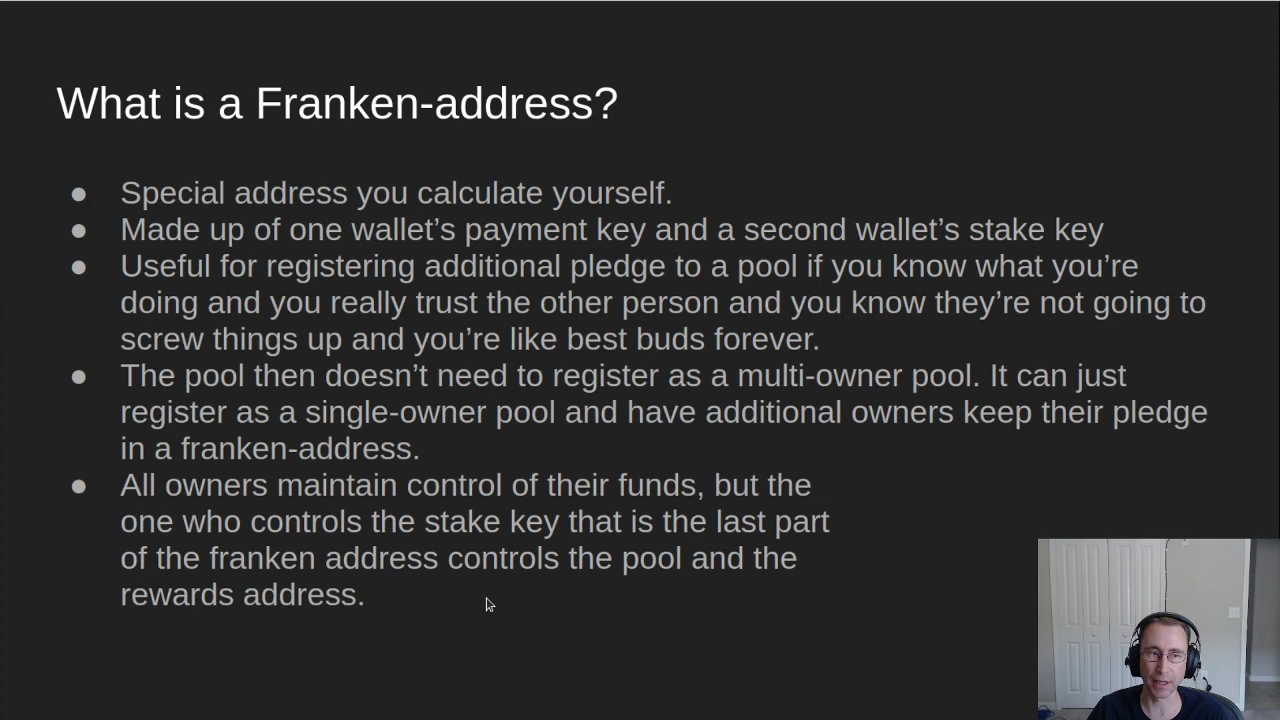 What is a Franken-address?
● Special address you calculate yourself.
● Made up of one wallet’s payment key and a second wallet’s stake key
● Useful for registering additional pledge to a pool if you know what you’re
doing and you really trust the other person and you know they’re not going to
screw things up and you’re like best buds forever.
● The pool then doesn’t need to register as a multi-owner pool. It can just
register as a single-owner pool and have additional owners keep their pledge
in a franken-address.
● All owners maintain control of their funds, but the
one who controls the stake key that is the last part
of the franken address controls the pool and the
rewards address.